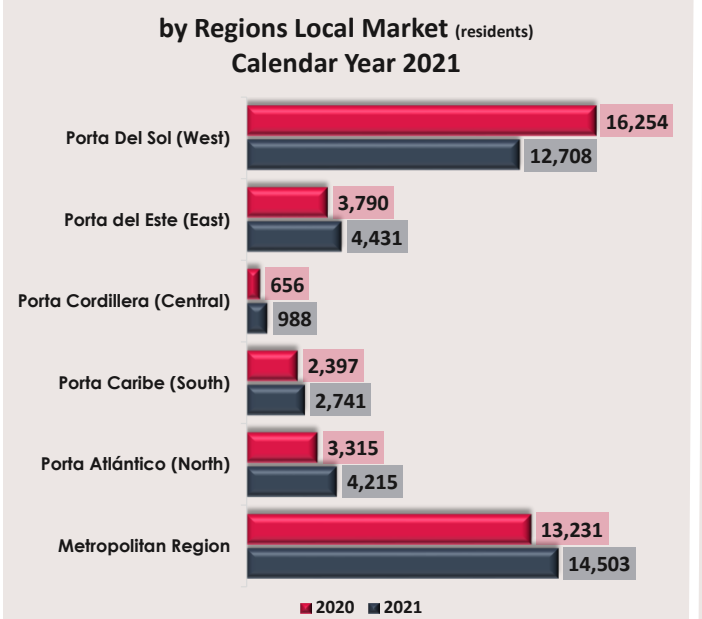 by Regions Local Market (residents)
Calendar Year 2021
Porta Del Sol (West)
16,254
12,708
Porta del Este (East)
3,790
4,431
Porta Cordillera (Central)
656
988
Porta Caribe (South)
2,397
2,741
Porta Atlántico (North)
3,315
4,215
Metropolitan Region
13,231
14,503
2020 2021